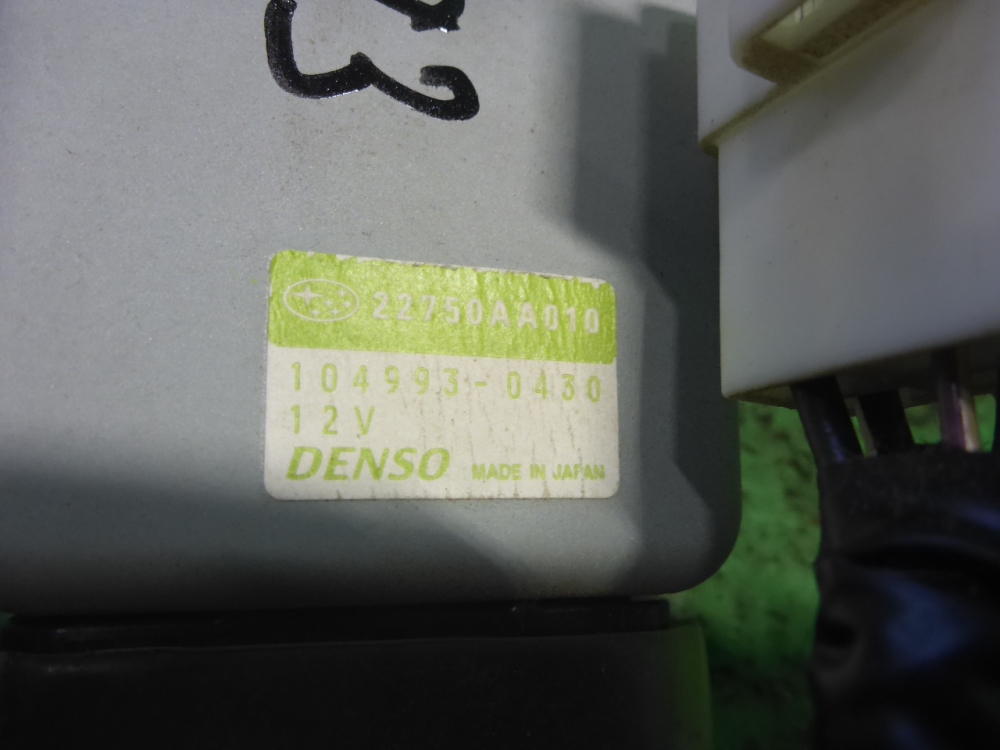 22750AA010
104993-0430
12V
DENSO MADE IN JAPAN